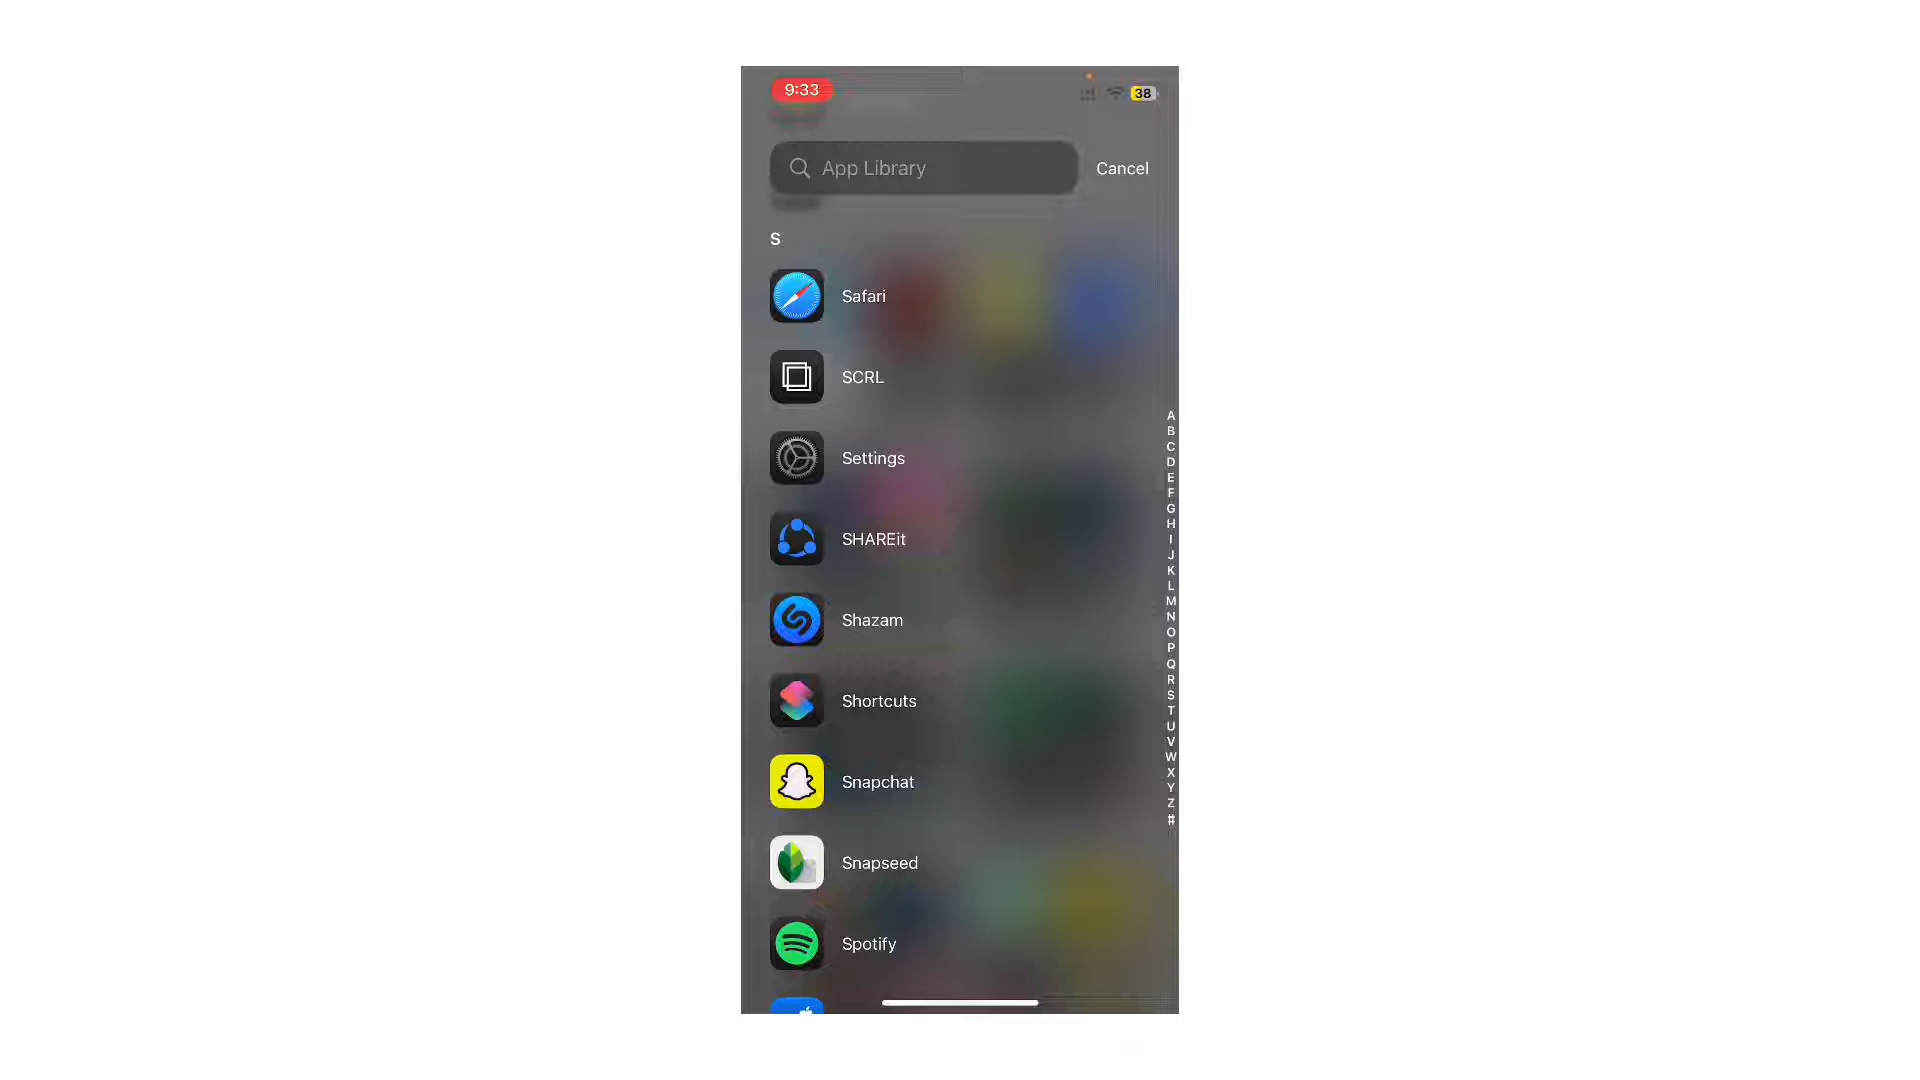 9:33
38
App Library
Cancel
S
Safari
SCRL
Settings
SHAREit
Shazam
Shortcuts
Snapchat
Snapseed
Spotify
A
B
C
D
E
F
G
H
I
J
K
L
M
N
O
P
Q
R
S
T
U
V
W
X
Y
Z
#